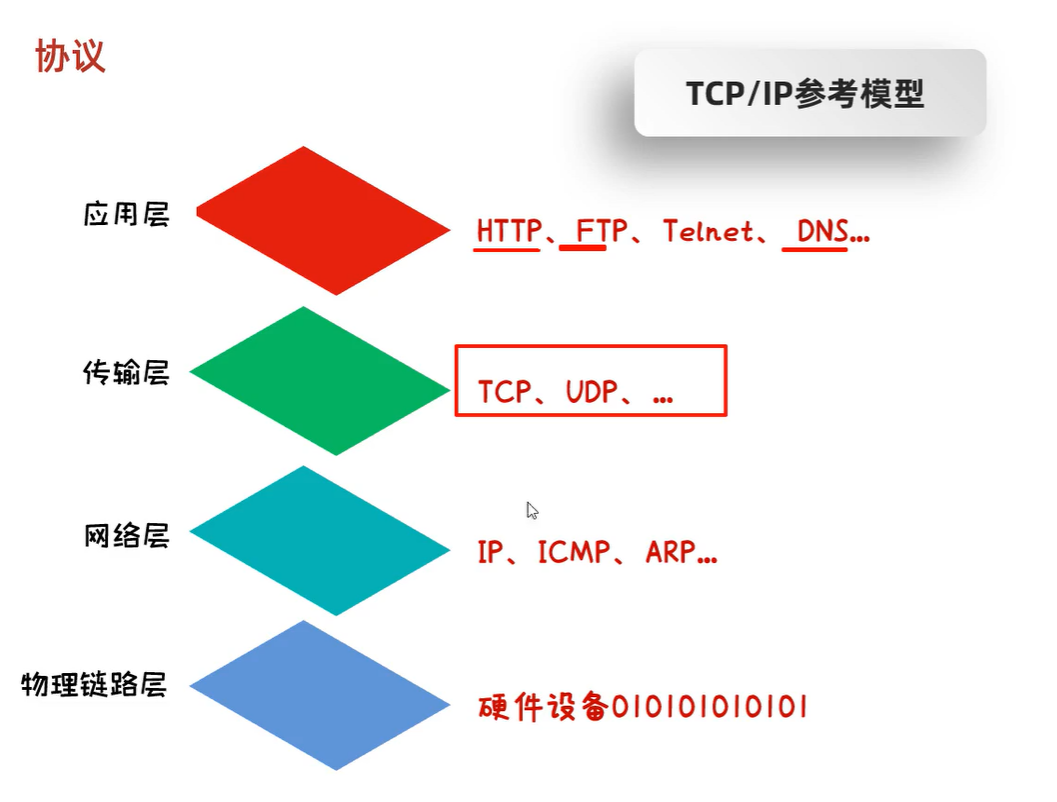 协议
TCP/IP参考模型
应用层
HTTP、FTP、Telnet、DNS...
传输层
TCP、UDP、...
网络层
IP、ICMP、ARP...
物理链路层
硬件设备010101010101